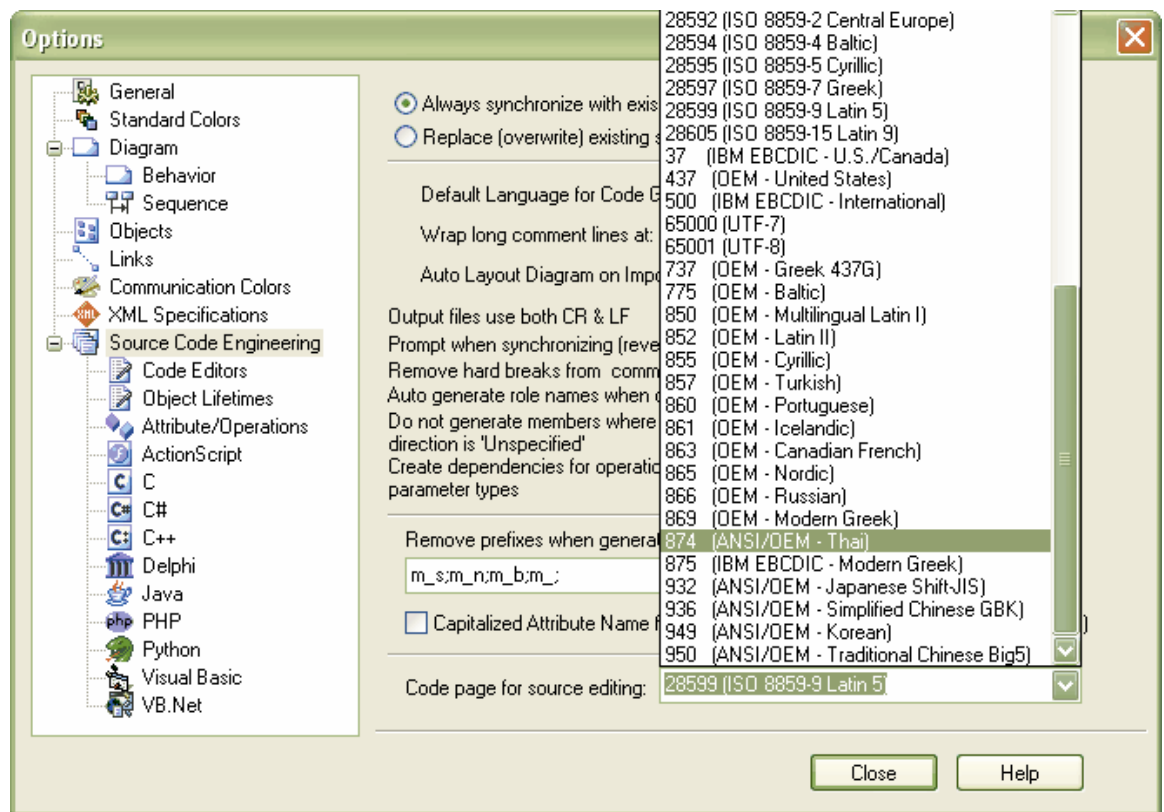 Options
General
Standard Colors
Diagram
Behavior
Sequence
Objects
Links
Communication Colors
XML Specifications
Source Code Engineering
Code Editors
Object Lifetimes
Attribute/Operations
ActionScript
C
C#
C++
Delphi
Java
PHP
Python
Visual Basic
VB.Net
Always synchronize with exis
Replace (overwrite) existing s
Default Language for Code G
Wrap long comment lines at:
Auto Layout Diagram on Impo
Output files use both CR & LF
Prompt when synchronizing (reve
Remove hard breaks from comm
Auto generate role names when c
Do not generate members where
direction is 'Unspecified'
Create dependencies for operatio
parameter types
Remove prefixes when generat
m_s;m_n;m_b;m_;
Capitalized Attribute Name f
Code page for source editing:
28592 (ISO 8859-2 Central Europe)
28594 (ISO 8859-4 Baltic)
28595 (ISO 8859-5 Cyrillic)
28597 (ISO 8859-7 Greek)
28599 (ISO 8859-9 Latin 5)
28605 (ISO 8859-15 Latin 9)
37 (IBM EBCDIC - U.S./Canada)
437 (OEM - United States)
500 (IBM EBCDIC - International)
65000 (UTF-7)
65001 (UTF-8)
737 (OEM - Greek 437G)
775 (OEM - Baltic)
850 (OEM - Multilingual Latin I)
852 (OEM - Latin II)
855 (OEM - Cyrillic)
857 (OEM - Turkish)
860 (OEM - Portuguese)
861 (OEM - Icelandic)
863 (OEM - Canadian French)
865 (OEM - Nordic)
866 (OEM - Russian)
869 (OEM - Modern Greek)
874 (ANSI/OEM - Thai)
875 (IBM EBCDIC - Modern Greek)
932 (ANSI/OEM - Japanese Shift-JIS)
936 (ANSI/OEM - Simplified Chinese GBK)
949 (ANSI/OEM - Korean)
950 (ANSI/OEM - Traditional Chinese Big5)
28599 (ISO 8859-9 Latin 5)
Close
Help